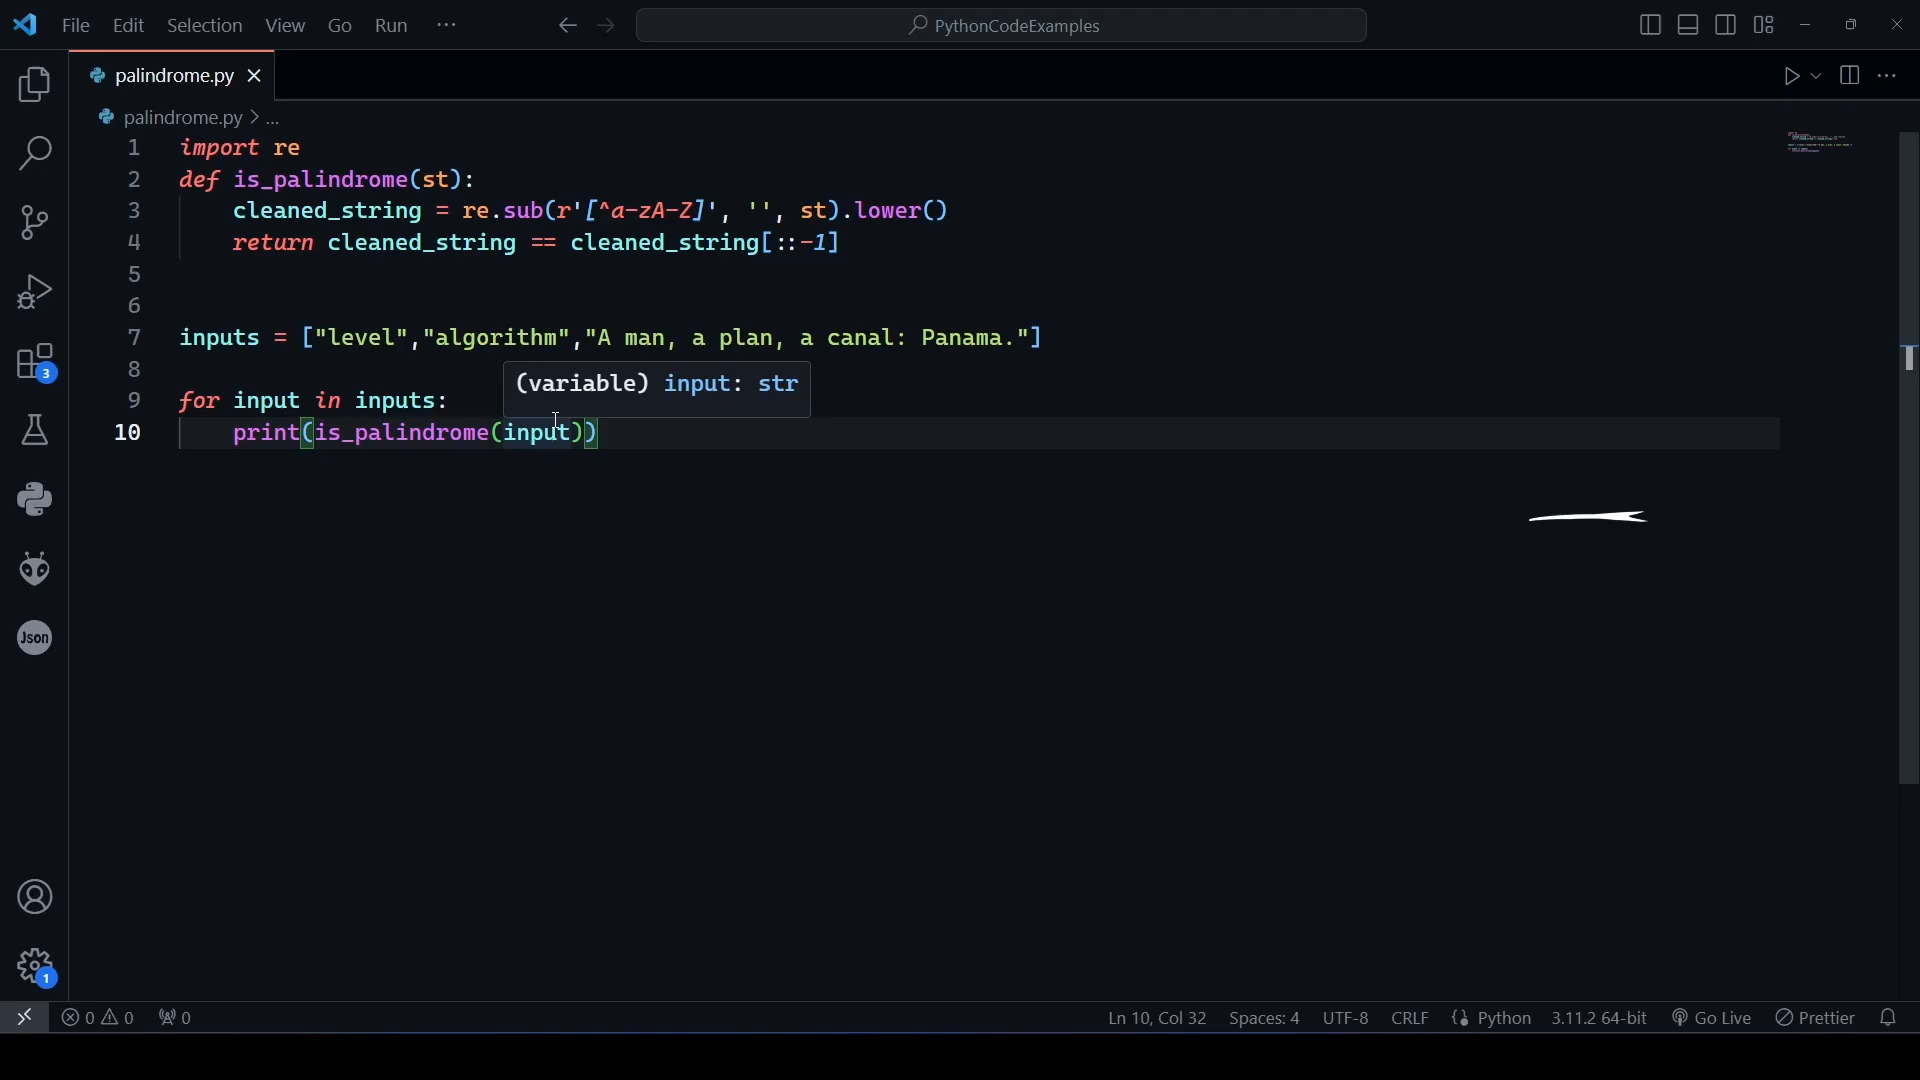 File Edit Selection View Go Run ··· PythonCodeExamples
palindrome.py
palindrome.py > ...
1 import re
2 def is_palindrome(st):
3 cleaned_string = re.sub(r'[^a-zA-Z]', '', st).lower()
4 return cleaned_string == cleaned_string[::-1]
5
6
7 inputs = ["level","algorithm","A man, a plan, a canal: Panama."]
8
(variable) input: str
9 for input in inputs:
10 print(is_palindrome(input))
3
Json
1
0 0 0 Ln 10, Col 32 Spaces: 4 UTF-8 CRLF Python 3.11.2 64-bit Go Live Prettier